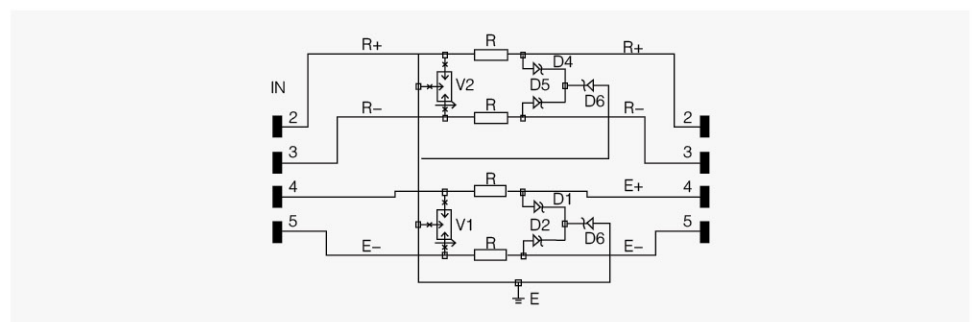 R+ R R+
D4
IN V2 D5
D6
R− R R−
2 2
3 3
R E+
4 4
D1
5 V1 D2 5
D6
E− R E−
E